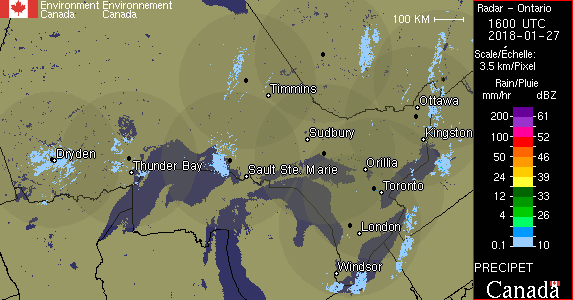 Environment Environnement
Canada Canada
100 KM
Timmins
Ottawa
Sudbury
Kingston
Dryden
Thunder Bay
Sault Ste. Marie
Orillia
Toronto
London
Windsor
Radar - Ontario
1600 UTC
2018-01-27
Scale/Échelle:
3.5 km/Pixel
Rain/Pluie
mm/hr dBZ
200 61
100 52
50 46
24 39
12 33
4 26
0.1 10
PRECIPET
Canada